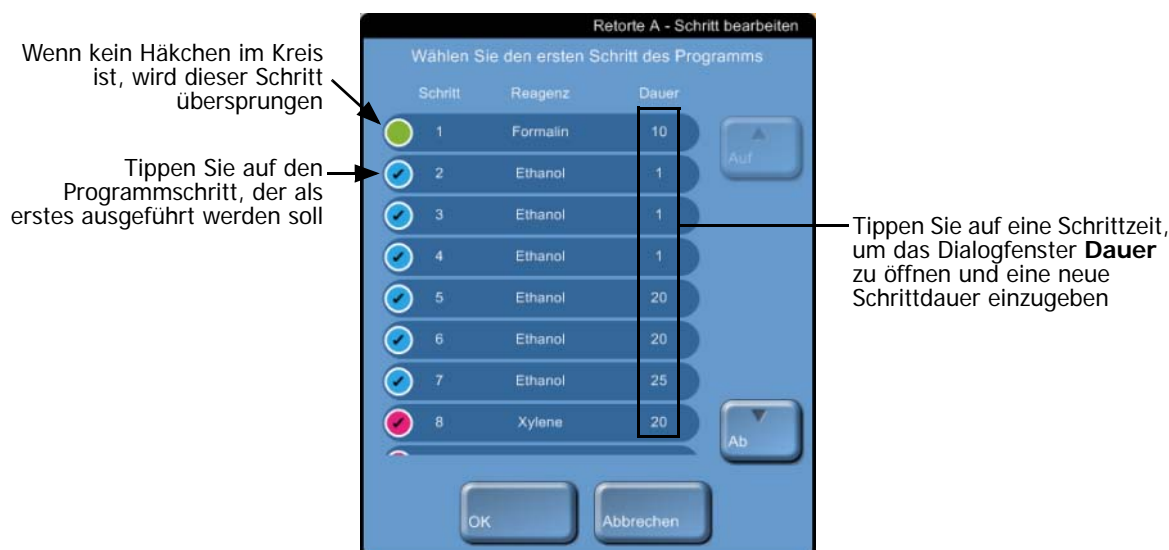 Retorte A - Schritt bearbeiten
Wählen Sie den ersten Schritt des Programms
Schritt Reagenz Dauer
1 Formalin 10
2 Ethanol 1
3 Ethanol 1
4 Ethanol 1
5 Ethanol 20
6 Ethanol 20
7 Ethanol 25
8 Xylene 20
Auf
Ab
OK
Abbrechen
Wenn kein Häkchen im Kreis
ist, wird dieser Schritt
übersprungen
Tippen Sie auf den
Programmschritt, der als
erstes ausgeführt werden soll
Tippen Sie auf eine Schrittzeit,
um das Dialogfenster Dauer
zu öffnen und eine neue
Schrittdauer einzugeben